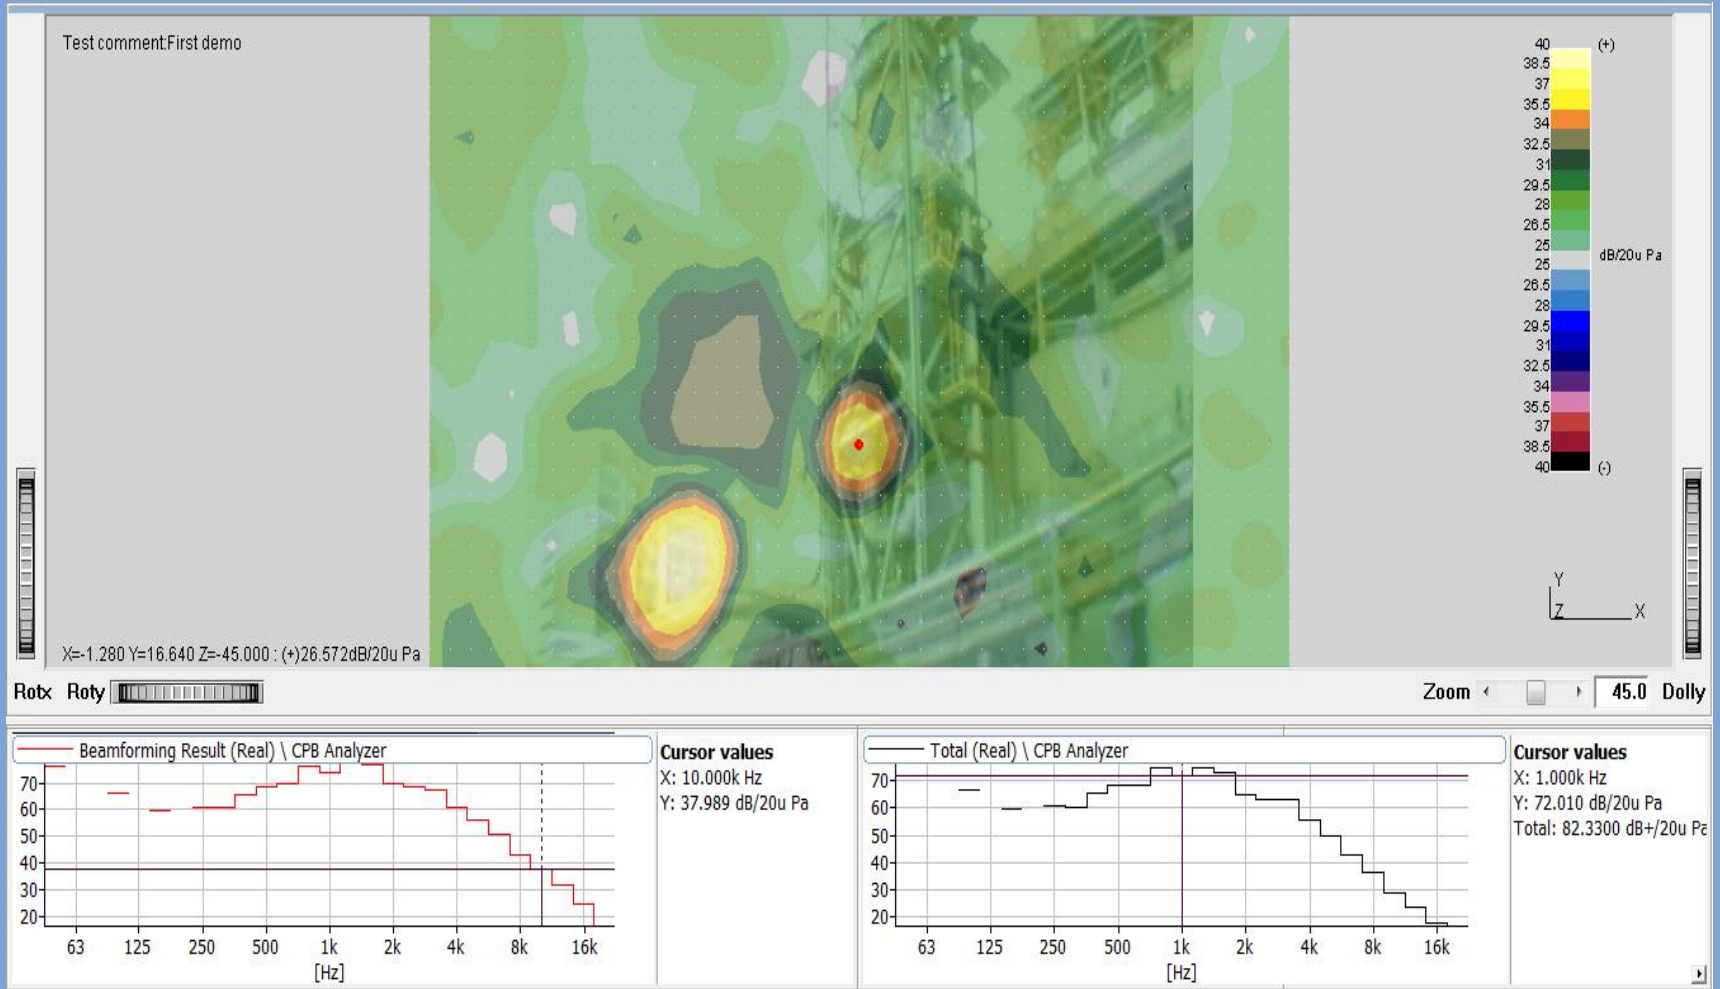 Test comment:First demo
40 (+)
38.5
37
35.5
34
32.5
31
29.5
28
26.5
25
25 dB/20u Pa
26.5
28
29.5
31
32.5
34
35.5
37
38.5
40 (-)
Y
Z X
X=-1.280 Y=16.640 Z=-45.000 : (+)26.572dB/20u Pa
Rotx Roty Zoom 45.0 Dolly
Beamforming Result (Real) \ CPB Analyzer
70
60
50
40
30
20
63 125 250 500 1k 2k 4k 8k 16k
[Hz]
Cursor values
X: 10.000k Hz
Y: 37.989 dB/20u Pa
Total (Real) \ CPB Analyzer
70
60
50
40
30
20
63 125 250 500 1k 2k 4k 8k 16k
[Hz]
Cursor values
X: 1.000k Hz
Y: 72.010 dB/20u Pa
Total: 82.3300 dB+/20u Pa